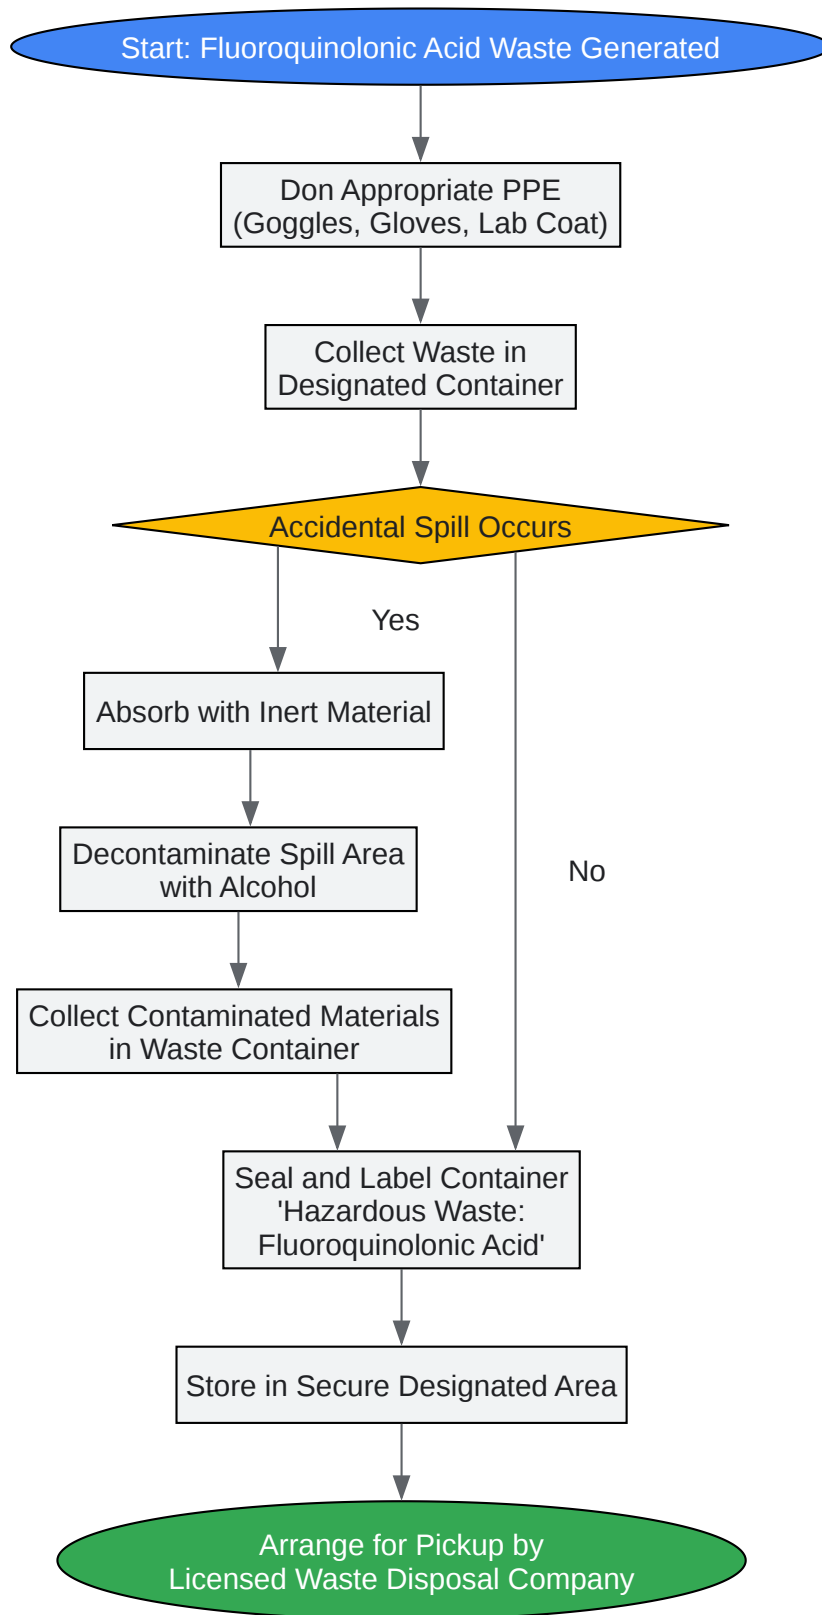 Start: Fluoroquinolonic Acid Waste Generated
Don Appropriate PPE
(Goggles, Gloves, Lab Coat)
Collect Waste in
Designated Container
Accidental Spill Occurs
Yes
Absorb with Inert Material
Decontaminate Spill Area
with Alcohol
No
Collect Contaminated Materials
in Waste Container
Seal and Label Container
'Hazardous Waste:
Fluoroquinolonic Acid'
Store in Secure Designated Area
Arrange for Pickup by
Licensed Waste Disposal Company